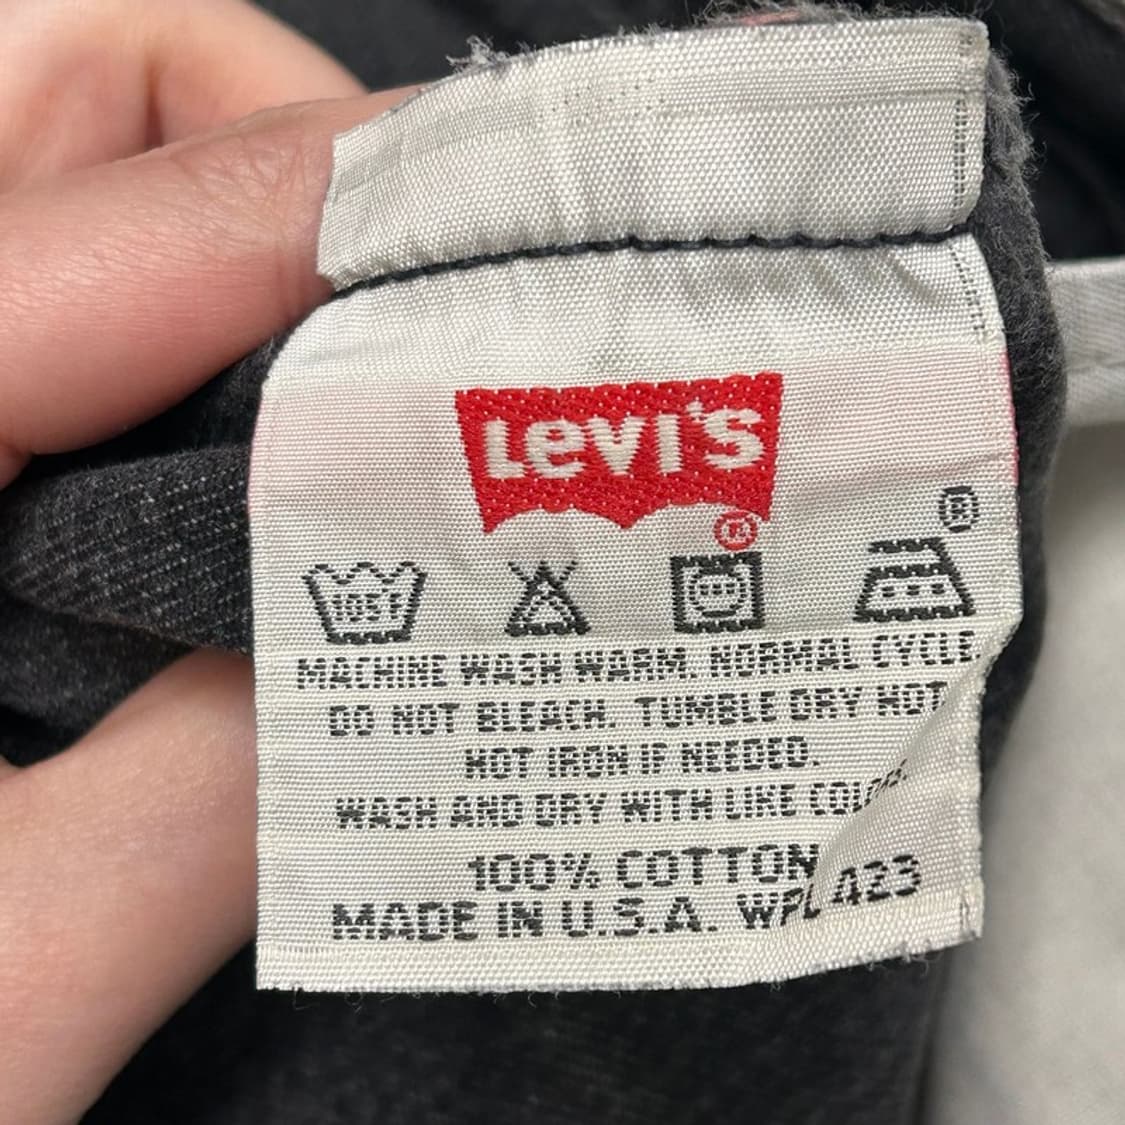 Levi's
®
®
105F
MACHINE WASH WARM. NORMAL CYCLE
DO NOT BLEACH. TUMBLE DRY HOT
HOT IRON IF NEEDED.
WASH AND DRY WITH LIKE COLORS.
100% COTTON
MADE IN U.S.A. WPL 423